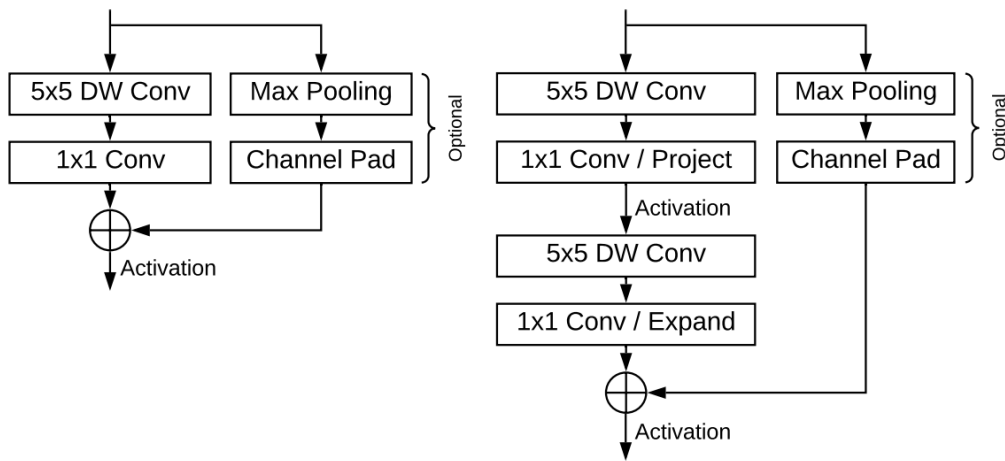 5x5 DW Conv
1x1 Conv
Max Pooling
Channel Pad
Optional
Activation
5x5 DW Conv
1x1 Conv / Project
Activation
5x5 DW Conv
1x1 Conv / Expand
Max Pooling
Channel Pad
Optional
Activation